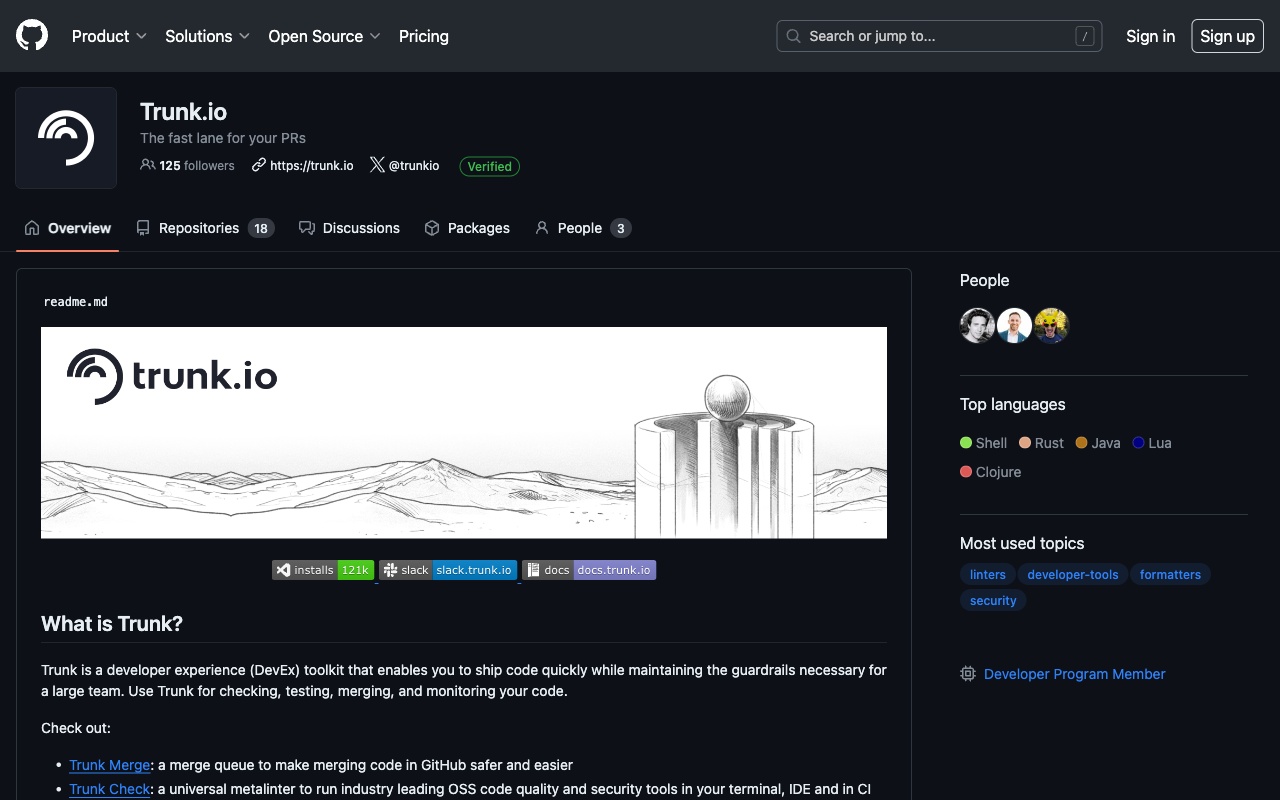 Product Solutions Open Source Pricing Search or jump to... / Sign in Sign up
Trunk.io
The fast lane for your PRs
125 followers https://trunk.io @trunkio Verified
Overview Repositories 18 Discussions Packages People 3
readme.md
trunk.io
installs 121k slack slack.trunk.io docs docs.trunk.io
What is Trunk?
Trunk is a developer experience (DevEx) toolkit that enables you to ship code quickly while maintaining the guardrails necessary for
a large team. Use Trunk for checking, testing, merging, and monitoring your code.
Check out:
• Trunk Merge: a merge queue to make merging code in GitHub safer and easier
• Trunk Check: a universal metalinter to run industry leading OSS code quality and security tools in your terminal, IDE and in CI
People
Top languages
Shell Rust Java Lua
Clojure
Most used topics
linters developer-tools formatters
security
Developer Program Member